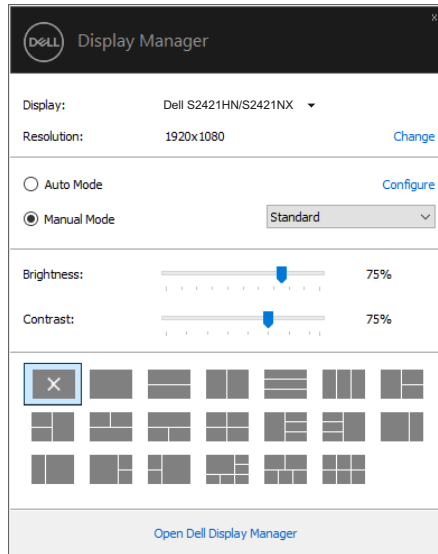 DELL Display Manager
Display: Dell S2421HN/S2421NX
Resolution: 1920x1080 Change
Auto Mode Configure
Manual Mode Standard
Brightness: 75%
Contrast: 75%
Open Dell Display Manager